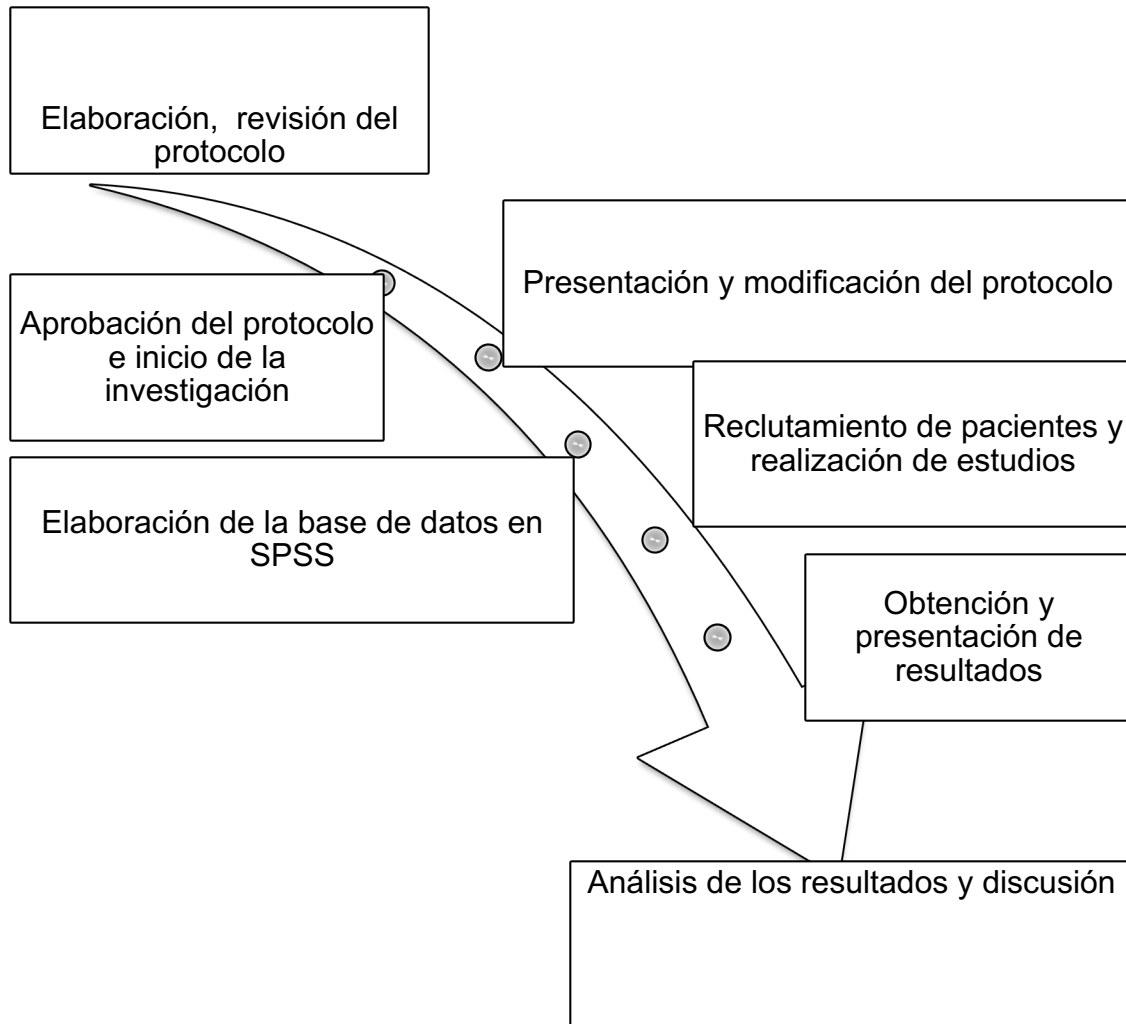 Elaboración,  revisión del
protocolo
Presentación y modificación del protocolo
Aprobación del protocolo
e inicio de la
investigación
Reclutamiento de pacientes y
realización de estudios
Elaboración de la base de datos en
SPSS
Obtención y
presentación de
resultados
Análisis de los resultados y discusión